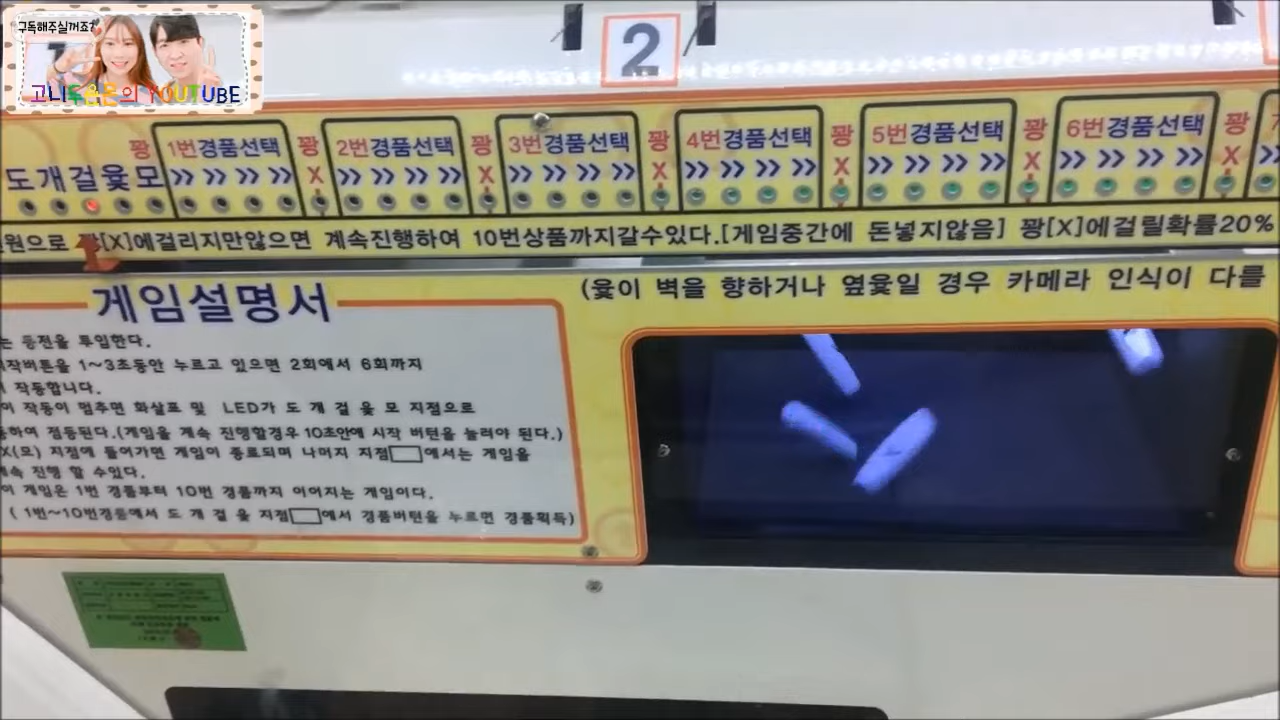 구독해주실꺼죠?
고니두습은의 YOUTUBE
2
꽝 1번경품선택 꽝 2번경품선택 꽝 3번경품선택 꽝 4번경품선택 꽝 5번경품선택 꽝 6번경품선택 꽝
도개걸윷모 >> >> >> >> X >> >> >> >> X >> >> >> >> X >> >> >> >> X >> >> >> >> X >> >> >> >> X
원으로 꽝[X]에걸리지만않으면 계속진행하여 10번상품까지갈수있다.[게임중간에 돈넣지않음] 꽝[X]에걸릴확률20%
게임설명서
(윷이 벽을 향하거나 옆윷일 경우 카메라 인식이 다를
는 동전을 투입한다.
작버튼을 1~3초동안 누르고 있으면 2회에서 6회까지
작동합니다.
이 작동이 멈추면 화살표 및 LED가 도 개 걸 윷 모 지점으로
하여 점등된다.(게임을 계속 진행할경우 10초안에 시작 버턴을 눌러야 된다.)
X(모) 지점에 들어가면 게임이 종료되며 나머지 지점 에서는 게임을
계속 진행 할 수있다.
이 게임은 1번 경품부터 10번 경품까지 이어지는 게임이다.
( 1번~10번경품에서 도 개 걸 윷 지점 에서 경품버턴을 누르면 경품획득)